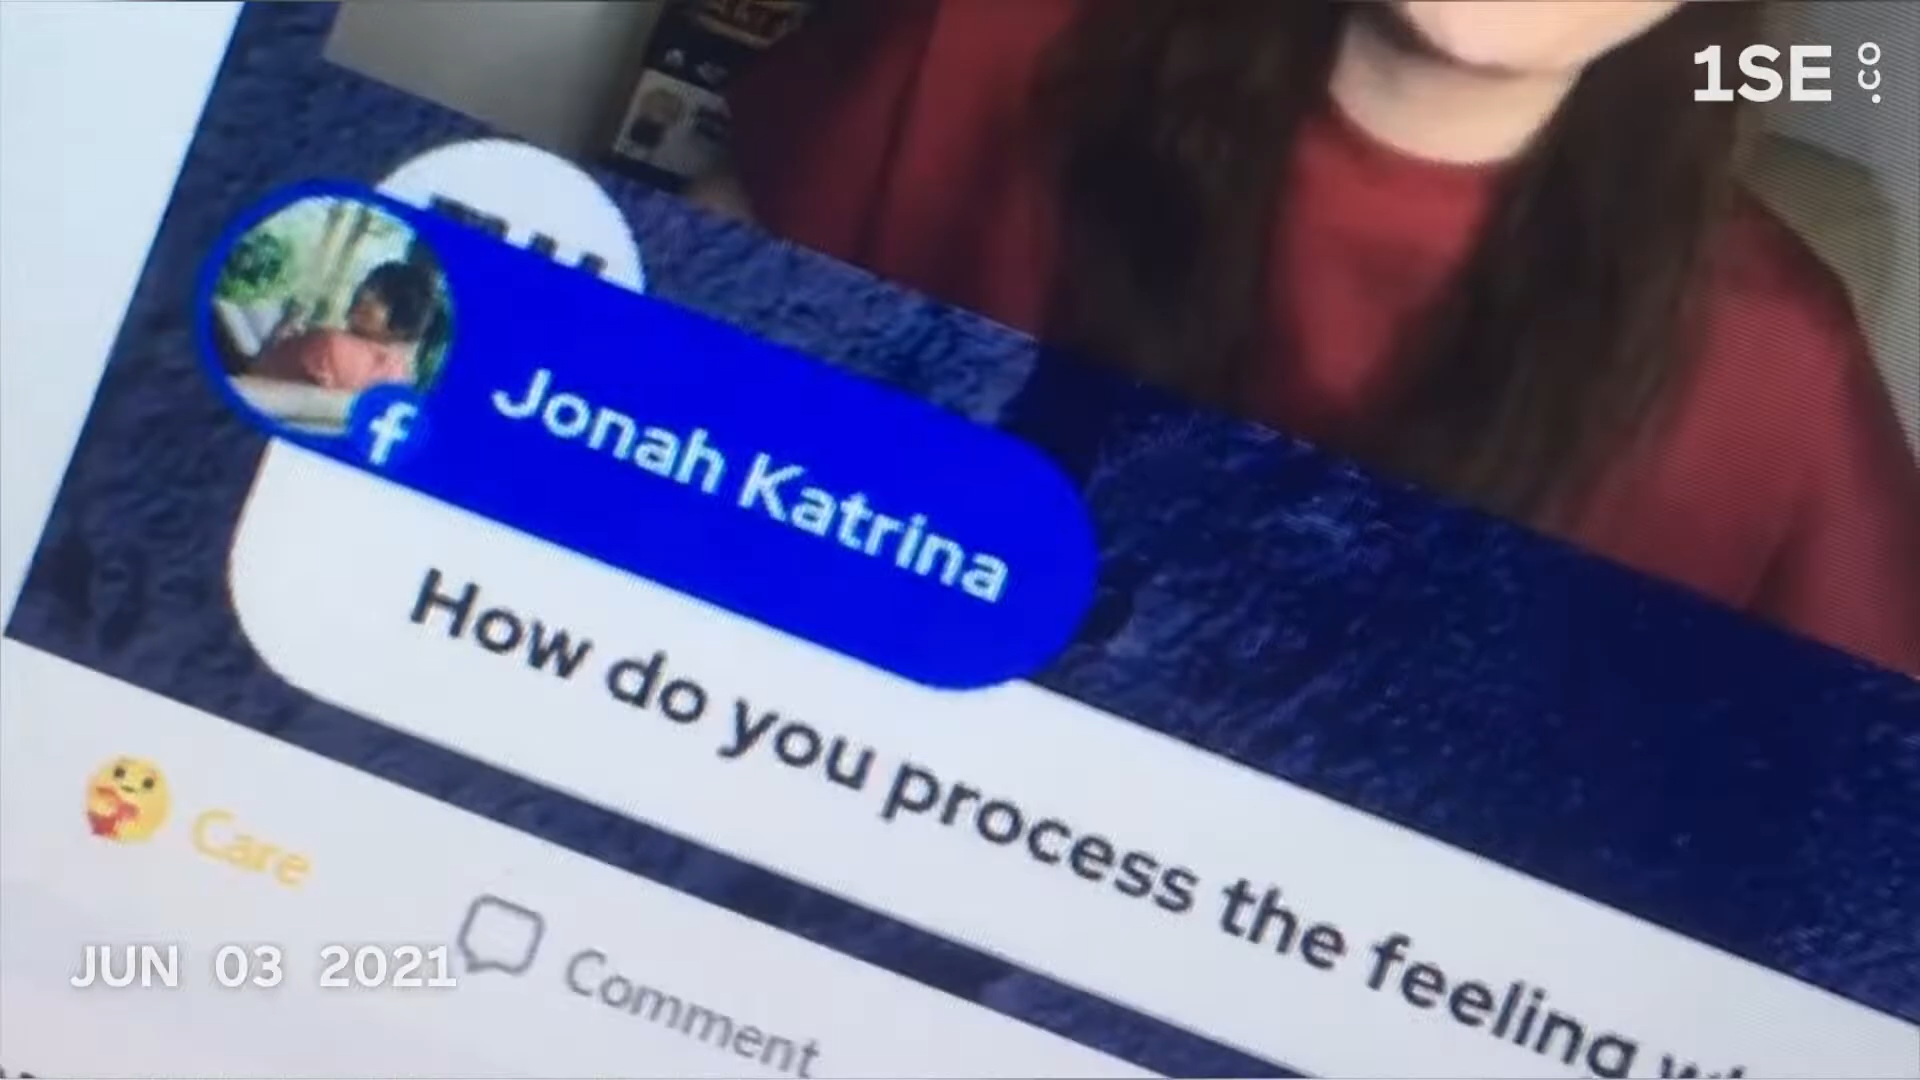 1SE .CO
Jonah Katrina
How do you process the feeling
Care
Comment
JUN 03 2021